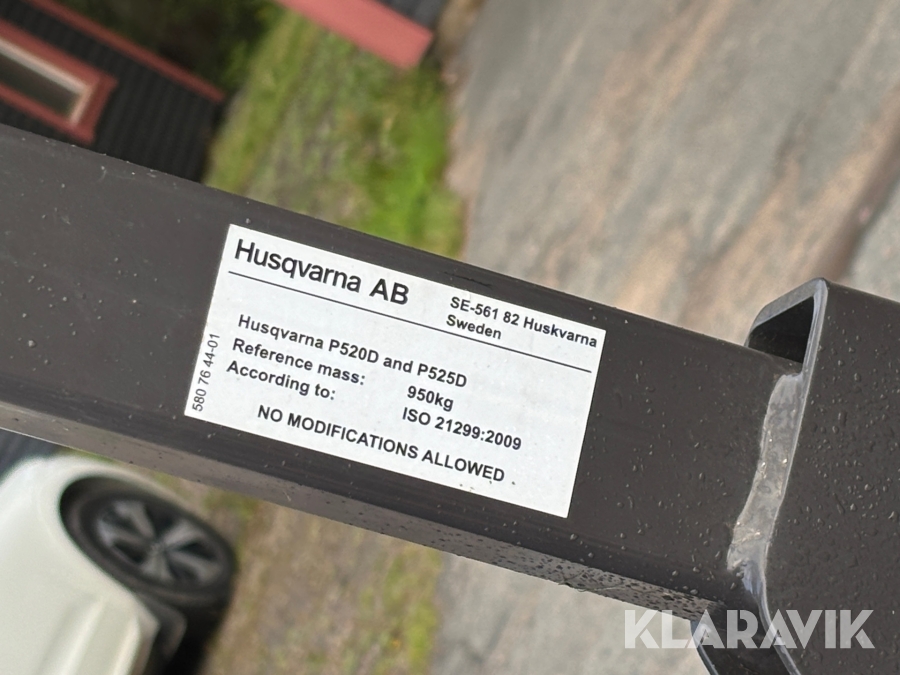 Husqvarna AB
SE-561 82 Huskvarna
Sweden
Husqvarna P520D and P525D
Reference mass: 950kg
According to: ISO 21299:2009
NO MODIFICATIONS ALLOWED
580 76 44-01
KLARAVIK